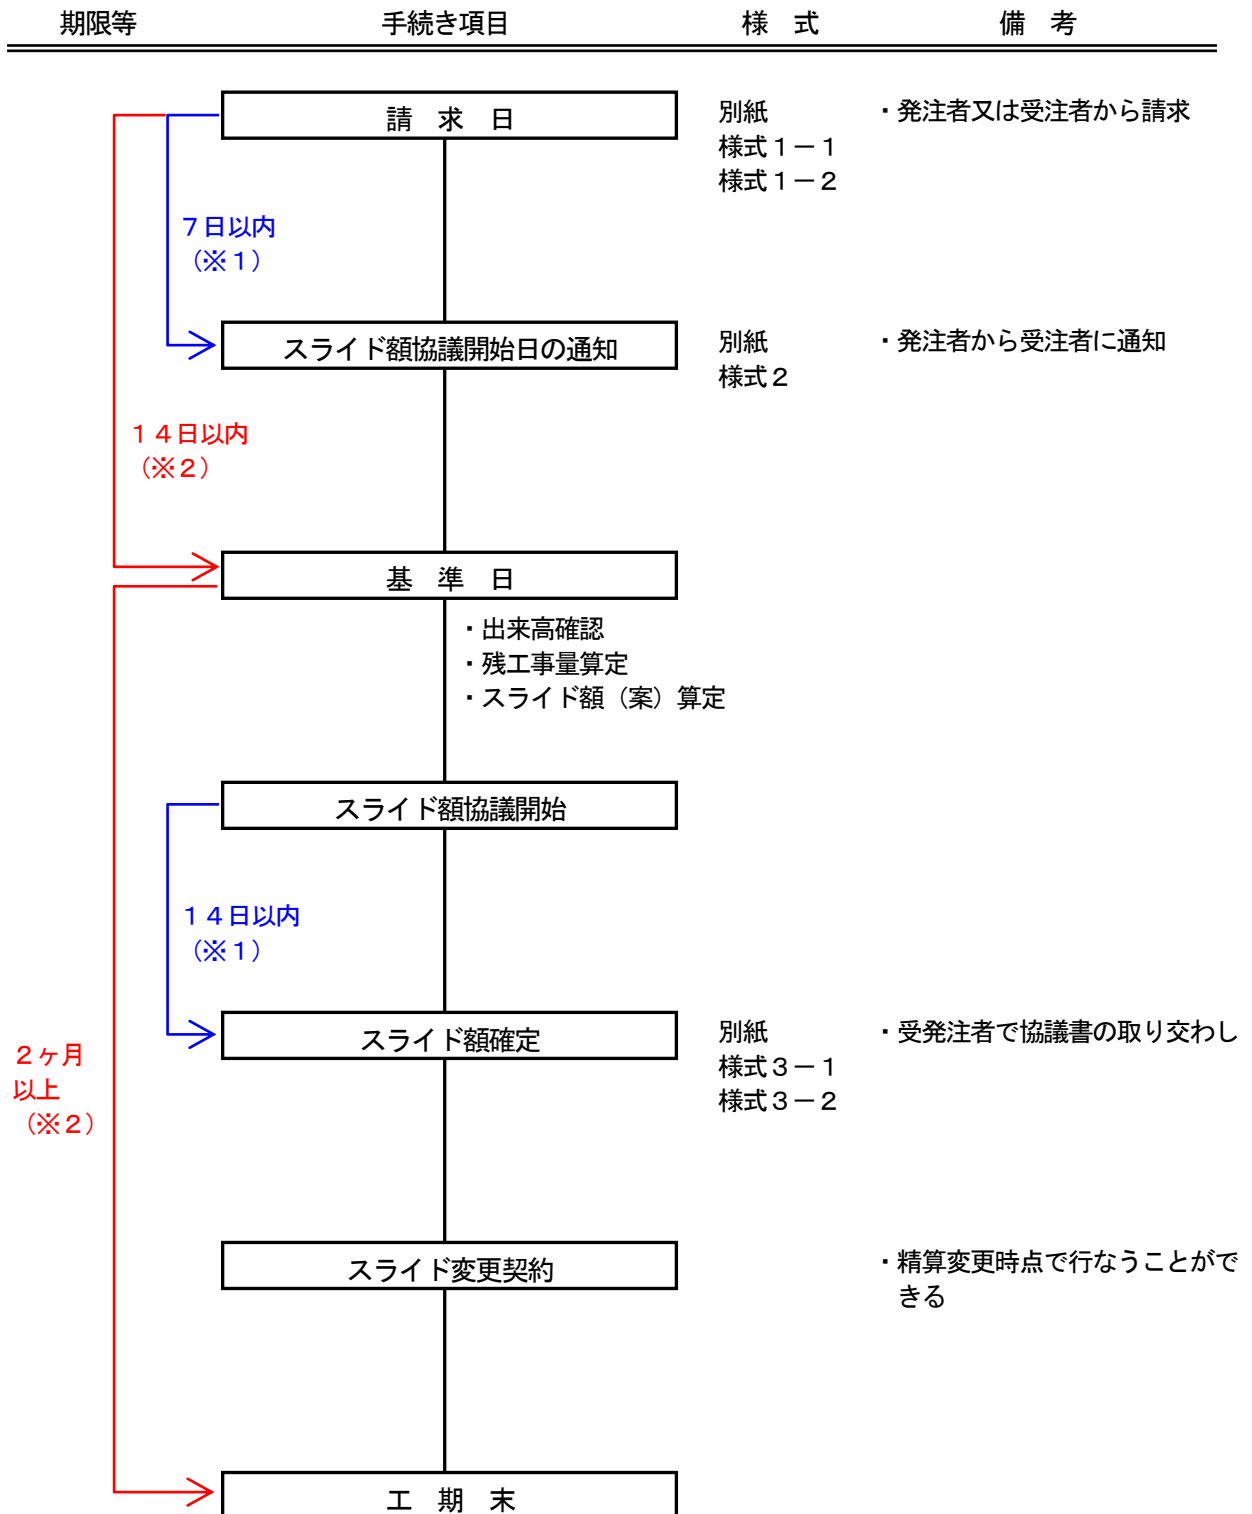 期限等　手続き項目　様　式　備　考
請　求　日
別紙
様式１－１
様式１－２
・発注者又は受注者から請求
７日以内
（※１）
スライド額協議開始日の通知
別紙
様式２
・発注者から受注者に通知
１４日以内
（※２）
基　準　日
・出来高確認
・残工事量算定
・スライド額（案）算定
スライド額協議開始
１４日以内
（※１）
スライド額確定
別紙
様式３－１
様式３－２
・受発注者で協議書の取り交わし
２ヶ月
以上
（※２）
スライド変更契約
・精算変更時点で行なうことがで
きる
工　期　末